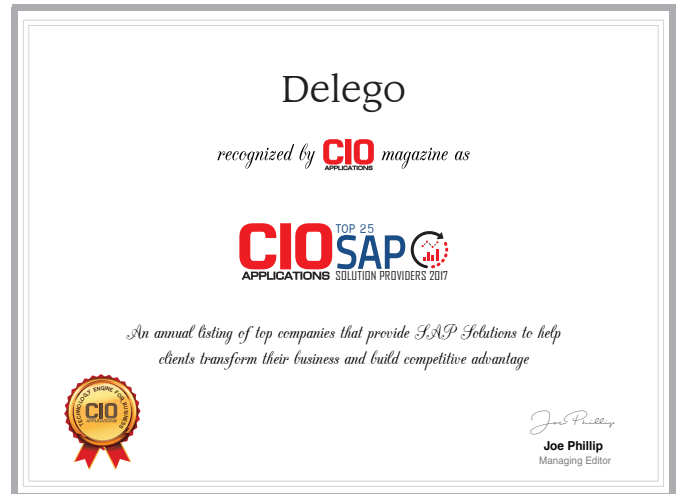 Delego
recognized by CIO APPLICATIONS magazine as
TOP 25
CIO SAP
APPLICATIONS SOLUTION PROVIDERS 2017
An annual listing of top companies that provide SAP Solutions to help
clients transform their business and build competitive advantage
TECHNOLOGY ENGINE FOR BUSINESS
CIO
APPLICATIONS
Joe Phillip
Joe Phillip
Managing Editor